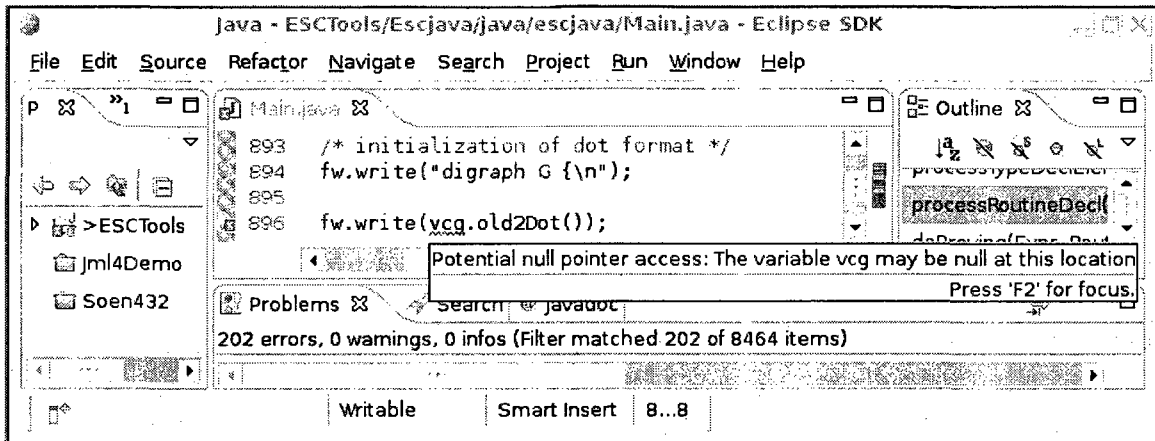 Java - ESCTools/Escjava/java/escjava/Main.java - Eclipse SDK
File Edit Source Refactor Navigate Search Project Run Window Help
P »1 Main.java Outline
893 /* initialization of dot format */
894 fw.write("digraph G {\n");
895
896 fw.write(vcg.old2Dot());
processRoutineDecl(
>ESCTools
Jml4Demo
Soen432
Potential null pointer access: The variable vcg may be null at this location
Press 'F2' for focus.
Problems Search @ Javadoc
202 errors, 0 warnings, 0 infos (Filter matched 202 of 8464 items)
Writable Smart Insert 8...8